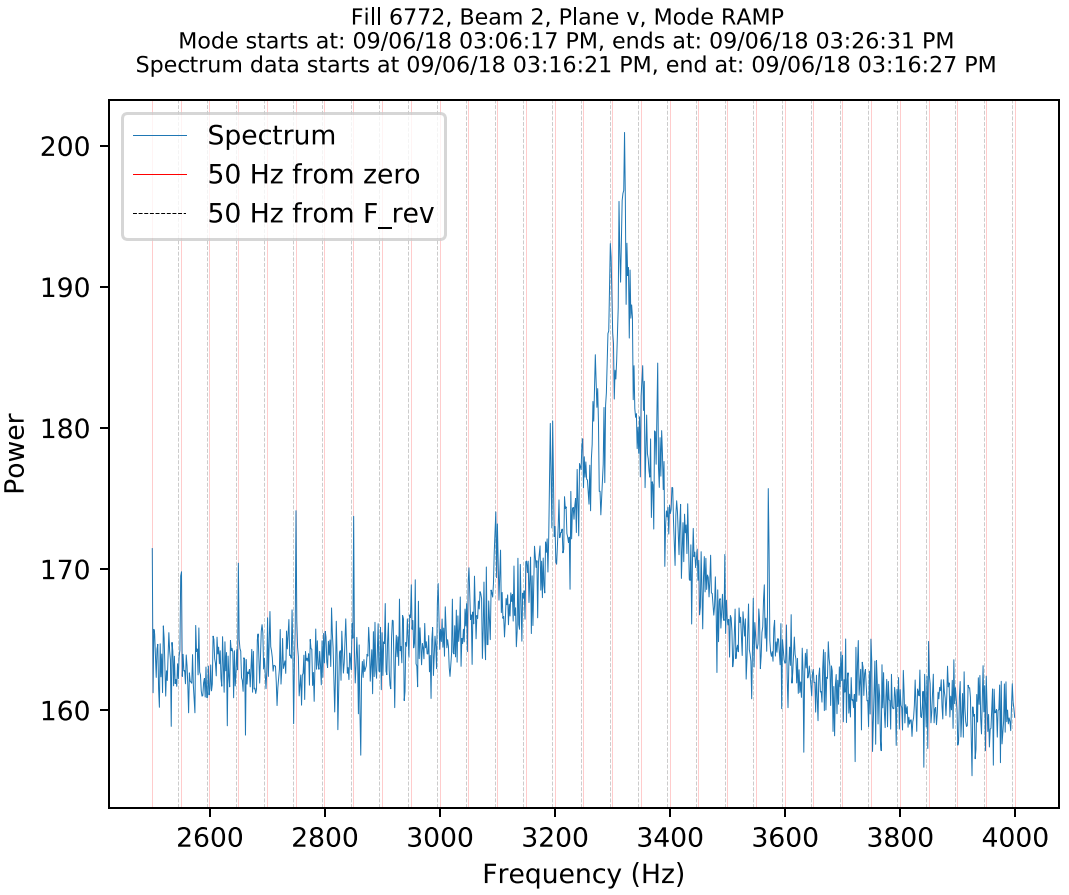 Fill 6772, Beam 2, Plane v, Mode RAMP
Mode starts at: 09/06/18 03:06:17 PM, ends at: 09/06/18 03:26:31 PM
Spectrum data starts at 09/06/18 03:16:21 PM, end at: 09/06/18 03:16:27 PM
Spectrum
50 Hz from zero
50 Hz from F_rev
200
190
180
170
160
Power
2600 2800 3000 3200 3400 3600 3800 4000
Frequency (Hz)